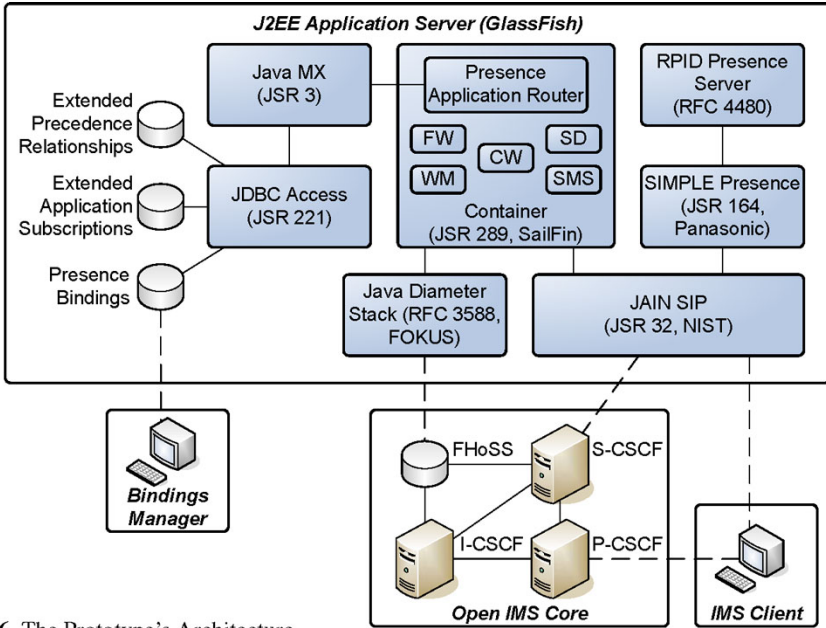 J2EE Application Server (GlassFish)
Java MX
(JSR 3)
Presence
Application Router
RPID Presence
Server
(RFC 4480)
Extended
Precedence
Relationships
FW
SD
CW
WM
SMS
JDBC Access
(JSR 221)
Extended
Application
Subscriptions
Container
(JSR 289, SailFin)
SIMPLE Presence
(JSR 164,
Panasonic)
Presence
Bindings
Java Diameter
Stack (RFC 3588,
FOKUS)
JAIN SIP
(JSR 32, NIST)
Bindings
Manager
FHoSS
S-CSCF
I-CSCF
P-CSCF
Open IMS Core
IMS Client
The Prototype's Architecture